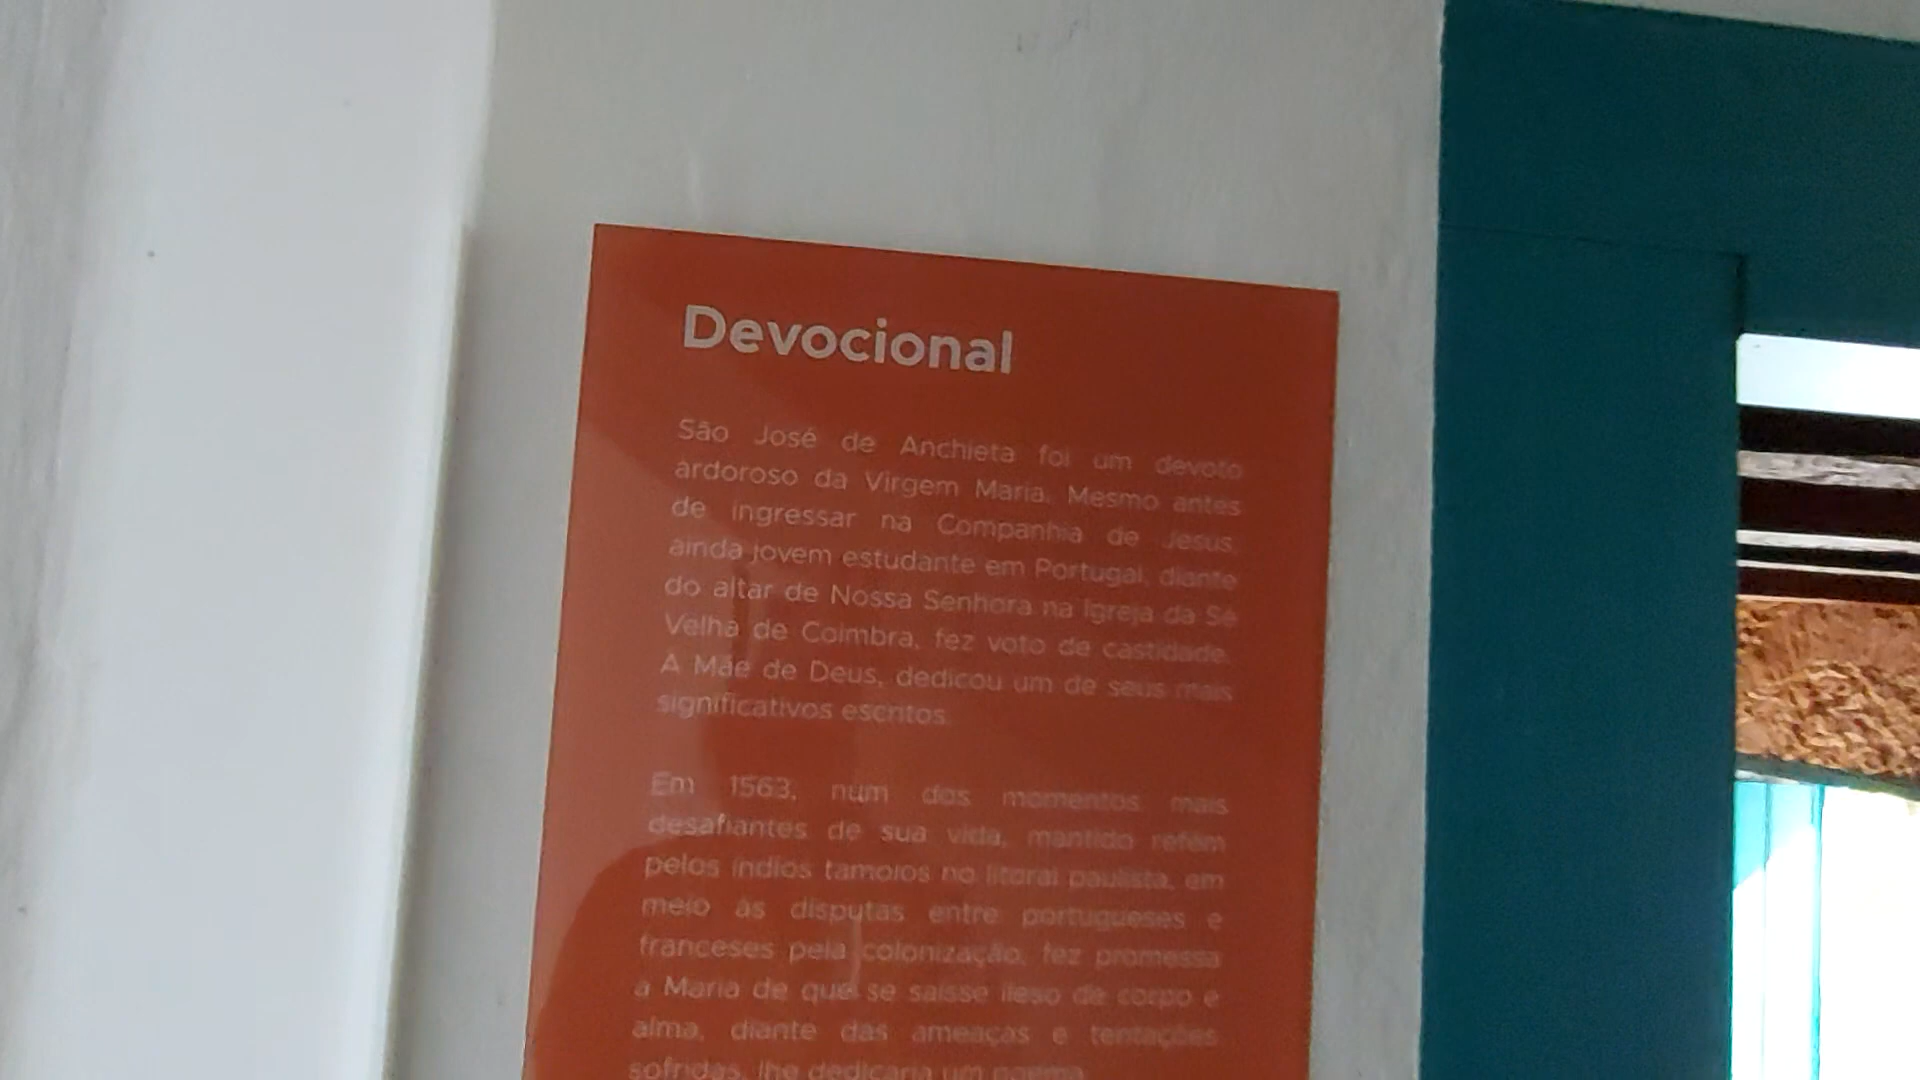 Devocional
São José de Anchieta foi um devoto
ardoroso da Virgem Maria. Mesmo antes
de ingressar na Companhia de Jesus,
ainda jovem estudante em Portugal, diante
do altar de Nossa Senhora na Igreja da Sé
Velha de Coimbra, fez voto de castidade.
À Mãe de Deus, dedicou um de seus mais
significativos escritos.
Em 1563, num dos momentos mais
desafiantes de sua vida, mantido refém
pelos índios tamoios no litoral paulista, em
meio às disputas entre portugueses e
franceses pela colonização, fez promessa
a Maria de que se saísse ileso de corpo e
alma, diante das ameaças e tentações
sofridas, lhe dedicaria um poema.